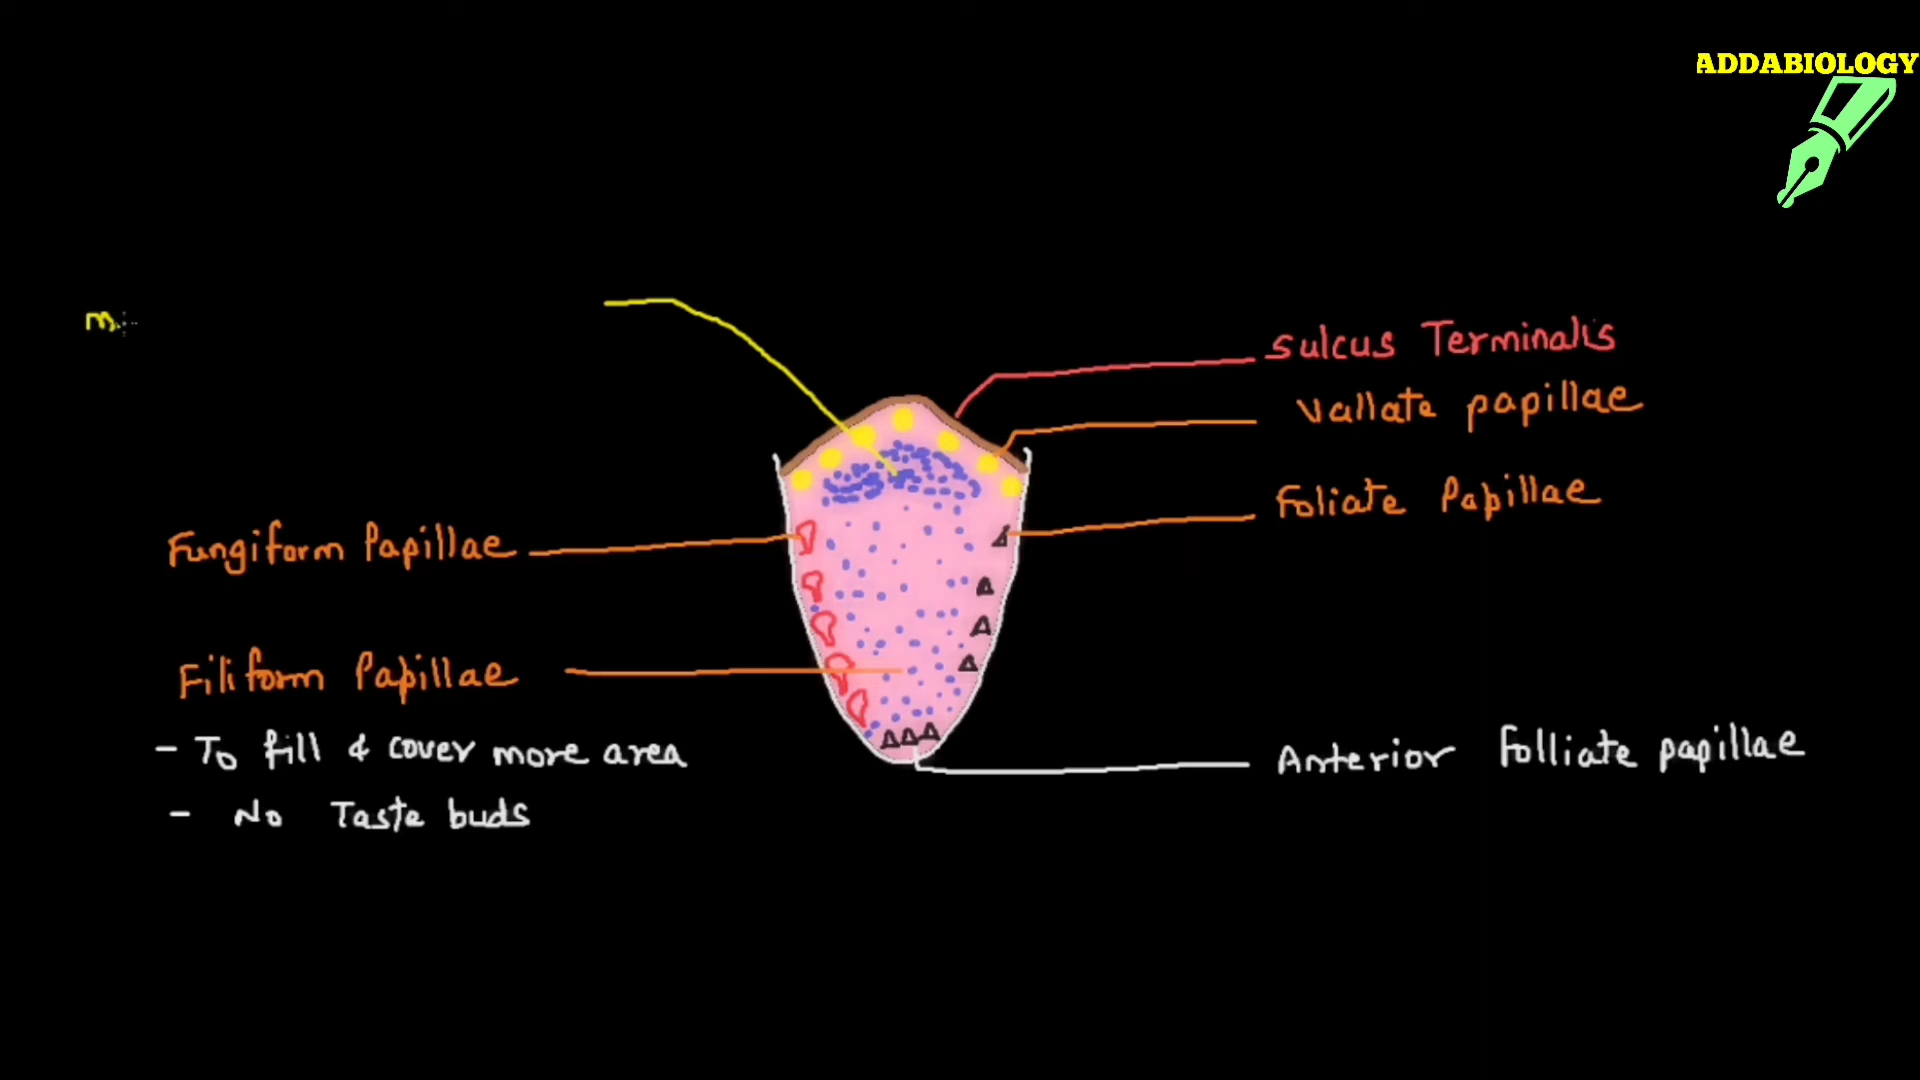 ADDABIOLOGY
m
Sulcus Terminalis
Vallate papillae
Foliate Papillae
Fungiform Papillae
Filiform Papillae
- To fill & cover more area
- No Taste buds
Anterior Folliate papillae